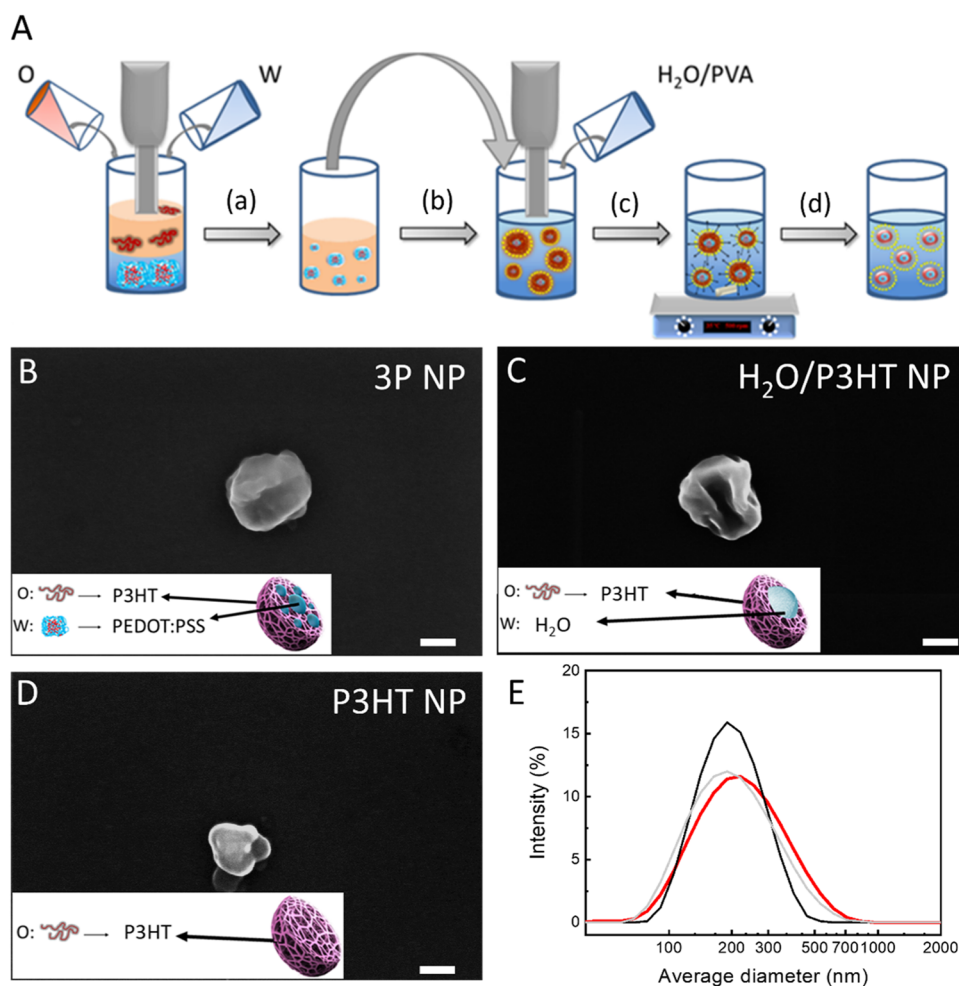 A
O
W
H₂O/PVA
(a)
(b)
(c)
(d)
B
3P NP
O: → P3HT
W: → PEDOT:PSS
C
H₂O/P3HT NP
O: → P3HT
W: H₂O
D
P3HT NP
O: → P3HT
E
20
15
10
5
0
Intensity (%)
100 200 300 500 700 1000 2000
Average diameter (nm)